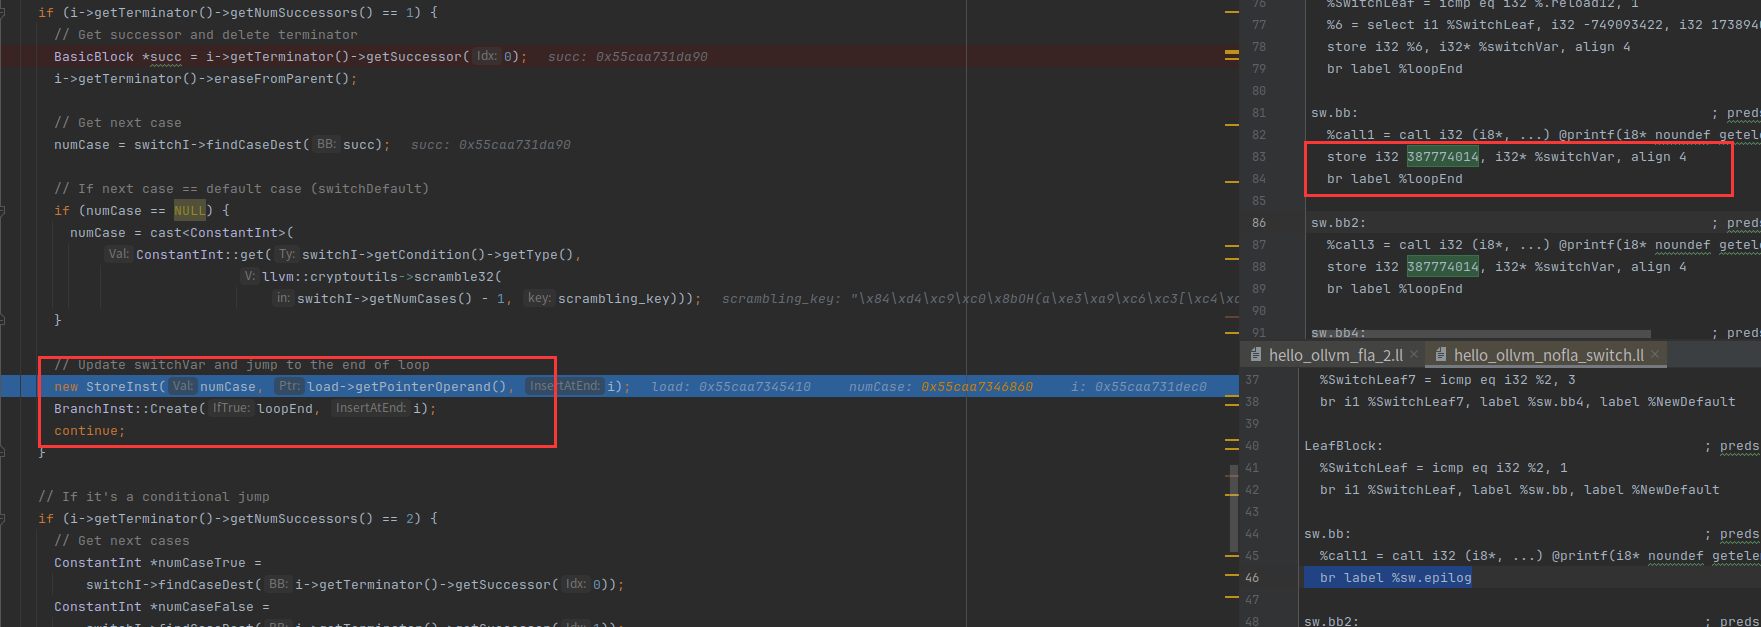 if (i->getTerminator()->getNumSuccessors() == 1) {
// Get successor and delete terminator
BasicBlock *succ = i->getTerminator()->getSuccessor( Idx: 0);   succ: 0x55caa731da90
i->getTerminator()->eraseFromParent();
// Get next case
numCase = switchI->findCaseDest( BB: succ);   succ: 0x55caa731da90
// If next case == default case (switchDefault)
if (numCase == NULL) {
numCase = cast<ConstantInt>(
Val: ConstantInt::get( Ty: switchI->getCondition()->getType(),
V: llvm::cryptoutils->scramble32(
in: switchI->getNumCases() - 1, key: scrambling_key)));   scrambling_key: "\x84\xd4\xc9\xc0\x8bOH(a\xe3\xa9\xc6\xc3[\xc4\x
}
// Update switchVar and jump to the end of loop
new StoreInst( Val: numCase, Ptr: load->getPointerOperand(), InsertAtEnd: i);   load: 0x55caa7345410   numCase: 0x55caa7346860   i: 0x55caa731dec0
BranchInst::Create( IfTrue: loopEnd, InsertAtEnd: i);
continue;
}
// If it's a conditional jump
if (i->getTerminator()->getNumSuccessors() == 2) {
// Get next cases
ConstantInt *numCaseTrue =
switchI->findCaseDest( BB: i->getTerminator()->getSuccessor( Idx: 0));
ConstantInt *numCaseFalse =
switchI->findCaseDest( BB: i->getTerminator()->getSuccessor( Idx: 1));
76 %SwitchLeaf = icmp eq i32 %.reload12, 1
77 %6 = select i1 %SwitchLeaf, i32 -749093422, i32 1738940
78 store i32 %6, i32* %switchVar, align 4
79 br label %loopEnd
80
81 sw.bb: ; preds
82 %call1 = call i32 (i8*, ...) @printf(i8* noundef getele
83 store i32 387774014, i32* %switchVar, align 4
84 br label %loopEnd
85
86 sw.bb2: ; preds
87 %call3 = call i32 (i8*, ...) @printf(i8* noundef getele
88 store i32 387774014, i32* %switchVar, align 4
89 br label %loopEnd
90
91 sw.bb4: ; preds
hello_ollvm_fla_2.ll × hello_ollvm_nofla_switch.ll ×
37 %SwitchLeaf7 = icmp eq i32 %2, 3
38 br i1 %SwitchLeaf7, label %sw.bb4, label %NewDefault
39
40 LeafBlock: ; preds
41 %SwitchLeaf = icmp eq i32 %2, 1
42 br i1 %SwitchLeaf, label %sw.bb, label %NewDefault
43
44 sw.bb: ; preds
45 %call1 = call i32 (i8*, ...) @printf(i8* noundef getele
46 br label %sw.epilog
47
48 sw.bb2: ; preds